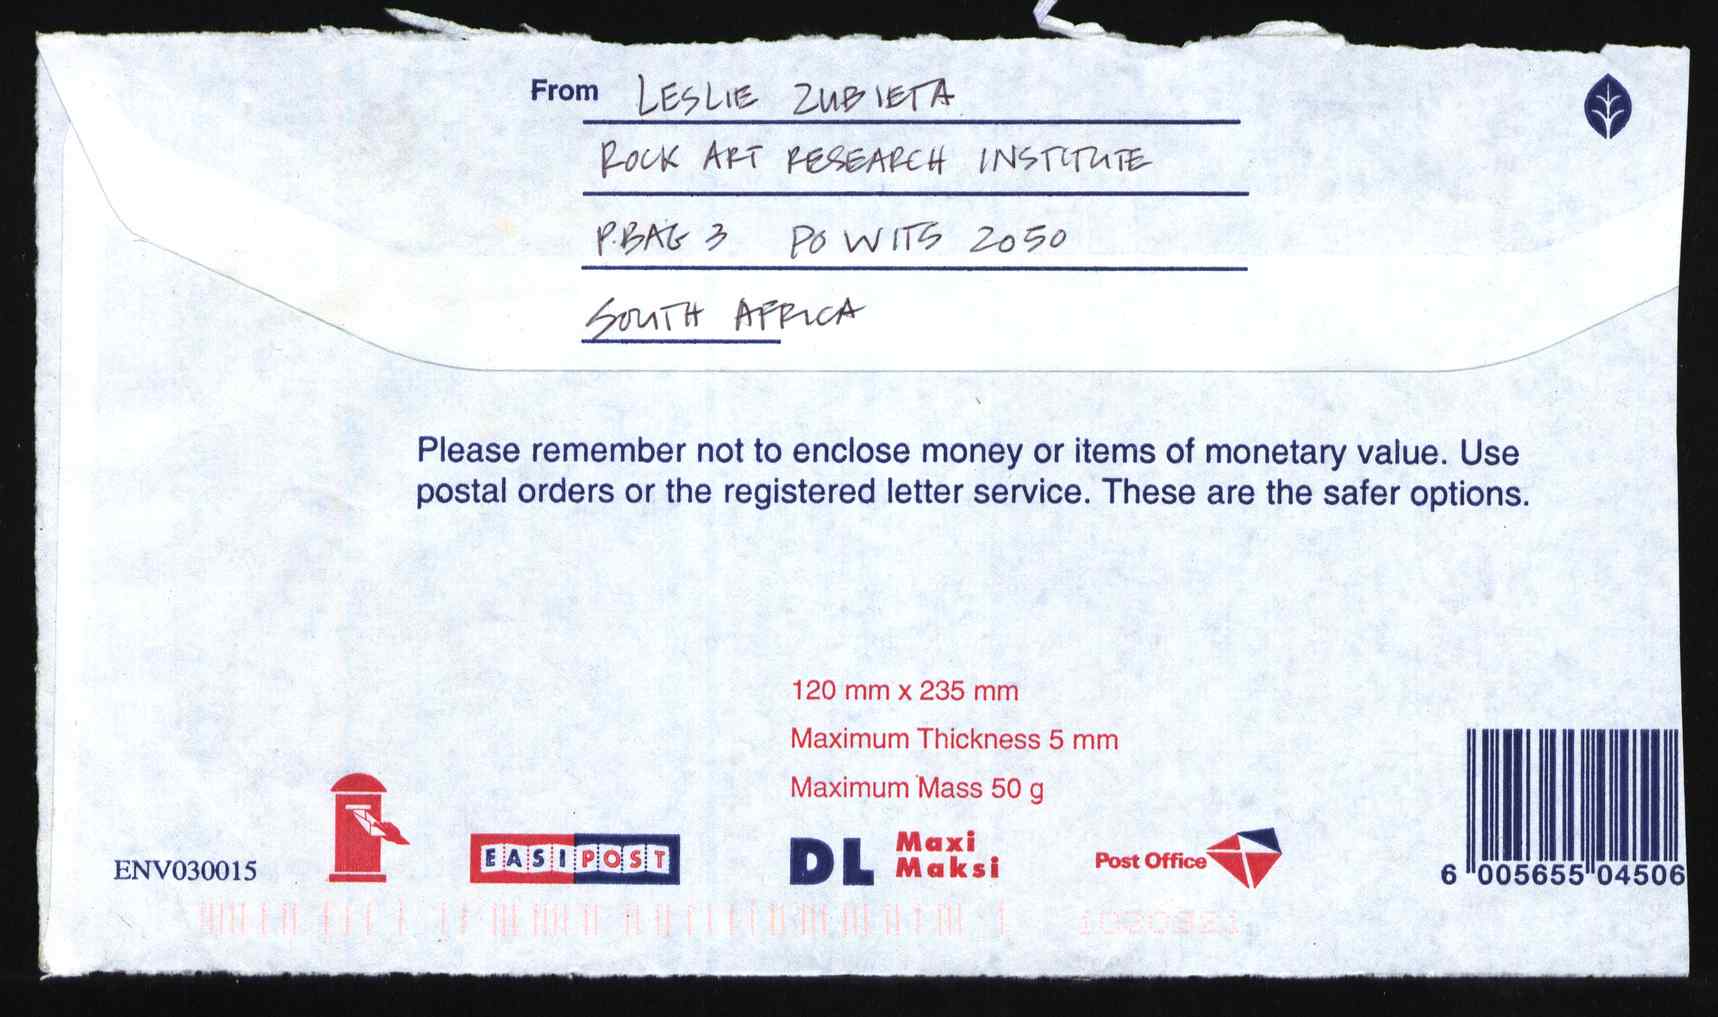 From LESLIE ZUBIETA
ROCK ART RESEARCH INSTITUTE
P.BAG 3 PO WITS 2050
SOUTH AFRICA
Please remember not to enclose money or items of monetary value. Use
postal orders or the registered letter service. These are the safer options.
120 mm x 235 mm
Maximum Thickness 5 mm
Maximum Mass 50 g
ENV030015
EASIPOST
DL Maxi
Maksi
Post Office
6 005655 04506